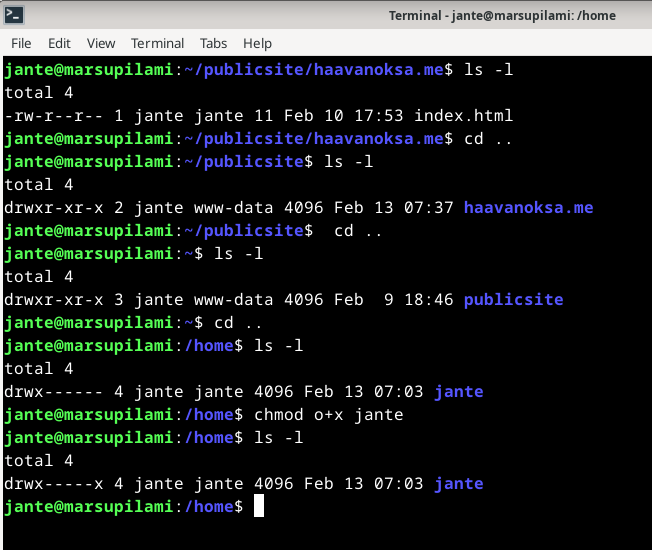 Terminal - jante@marsupilami: /home
File Edit View Terminal Tabs Help
jante@marsupilami:~/publicsite/haavanoksa.me$ ls -l
total 4
-rw-r--r-- 1 jante jante 11 Feb 10 17:53 index.html
jante@marsupilami:~/publicsite/haavanoksa.me$ cd ..
jante@marsupilami:~/publicsite$ ls -l
total 4
drwxr-xr-x 2 jante www-data 4096 Feb 13 07:37 haavanoksa.me
jante@marsupilami:~/publicsite$  cd ..
jante@marsupilami:~$ ls -l
total 4
drwxr-xr-x 3 jante www-data 4096 Feb  9 18:46 publicsite
jante@marsupilami:~$ cd ..
jante@marsupilami:/home$ ls -l
total 4
drwx------ 4 jante jante 4096 Feb 13 07:03 jante
jante@marsupilami:/home$ chmod o+x jante
jante@marsupilami:/home$ ls -l
total 4
drwx-----x 4 jante jante 4096 Feb 13 07:03 jante
jante@marsupilami:/home$